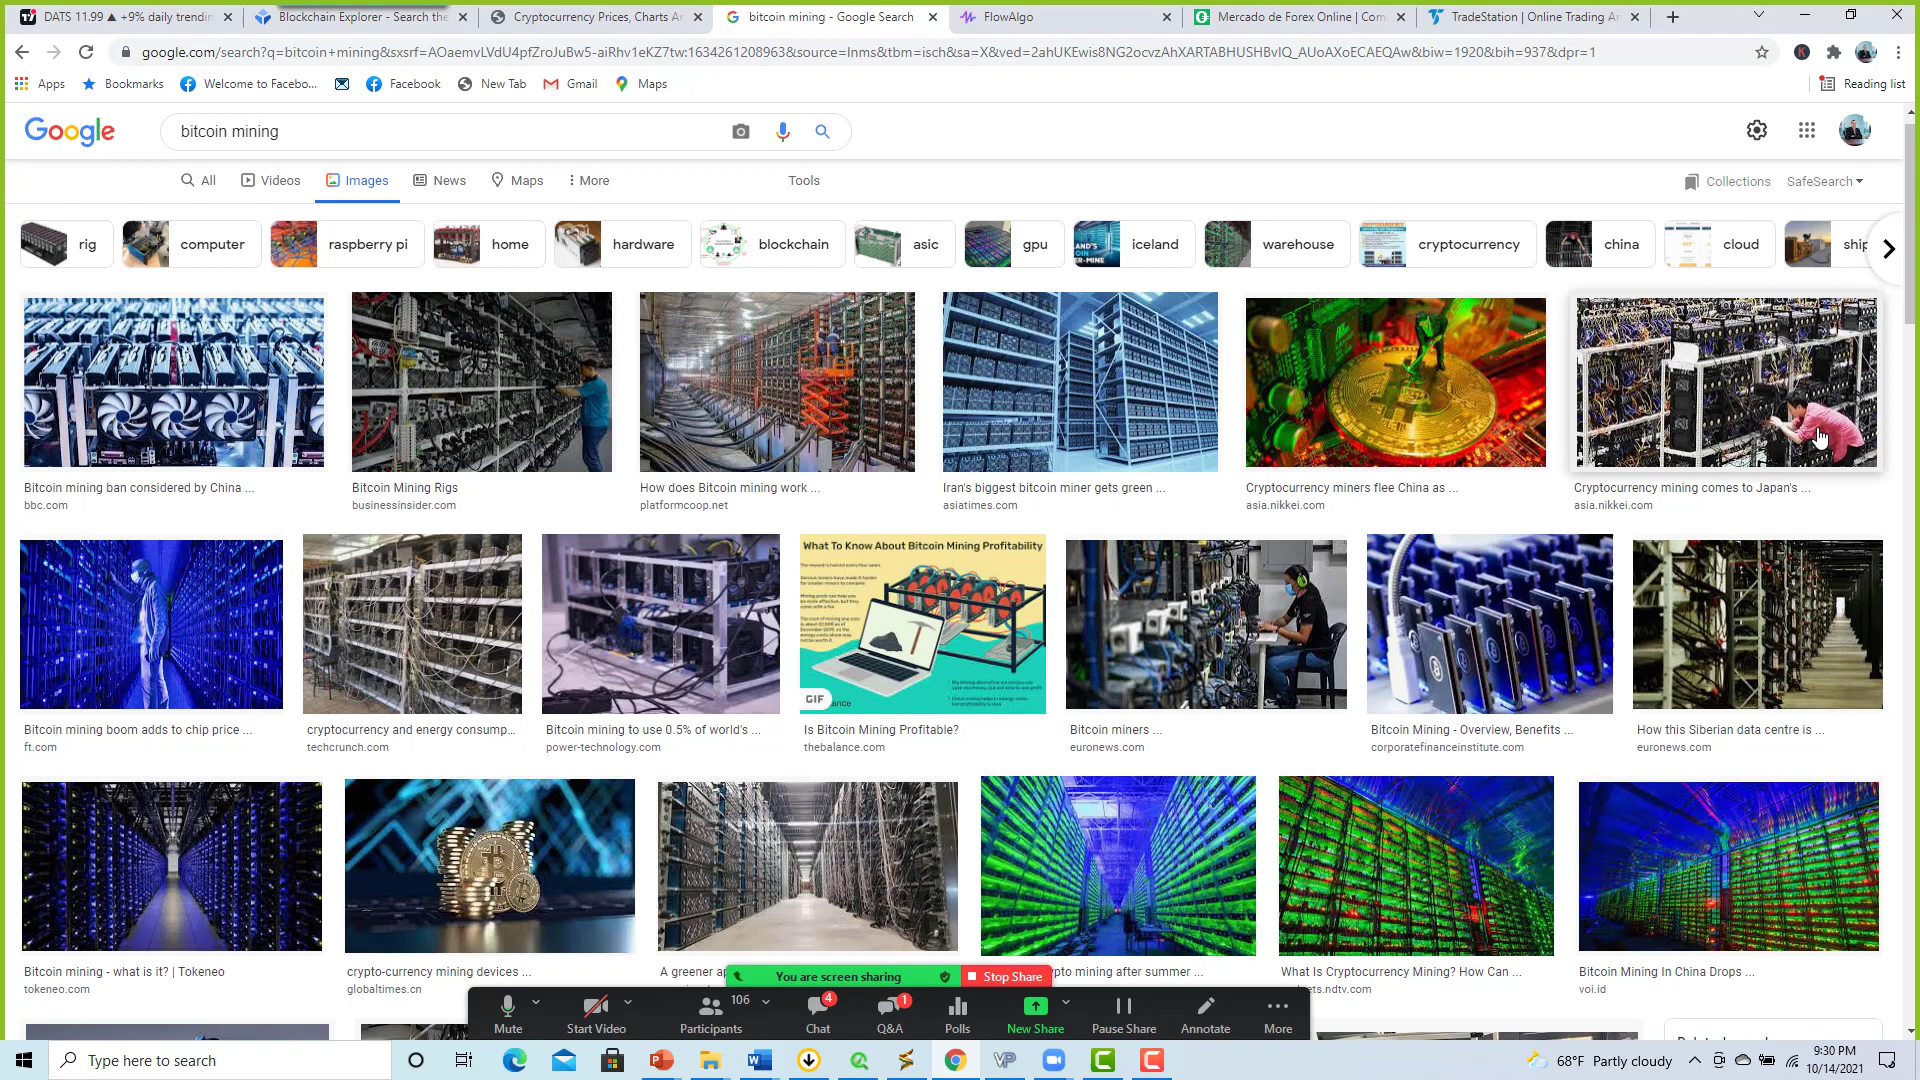 DATS 11.99 ▲ +9% daily trendin
Blockchain Explorer - Search the
Cryptocurrency Prices, Charts An
bitcoin mining - Google Search
FlowAlgo
Mercado de Forex Online | Com
TradeStation | Online Trading An
google.com/search?q=bitcoin+mining&sxsrf=AOaemvLVdU4pfZroJuBw5-aiRhv1eKZ7tw:1634261208963&source=lnms&tbm=isch&sa=X&ved=2ahUKEwis8NG2ocvzAhXARTABHUSHBvIQ_AUoAXoECAEQAw&biw=1920&bih=937&dpr=1
Apps
Bookmarks
Welcome to Facebo...
Facebook
New Tab
Gmail
Maps
Reading list
Google
bitcoin mining
All
Videos
Images
News
Maps
More
Tools
Collections
SafeSearch
rig
computer
raspberry pi
home
hardware
blockchain
asic
gpu
iceland
warehouse
cryptocurrency
china
cloud
ship
Bitcoin mining ban considered by China ...
bbc.com
Bitcoin Mining Rigs
businessinsider.com
How does Bitcoin mining work ...
platformcoop.net
Iran's biggest bitcoin miner gets green ...
asiatimes.com
Cryptocurrency miners flee China as ...
asia.nikkei.com
Cryptocurrency mining comes to Japan's ...
asia.nikkei.com
What To Know About Bitcoin Mining Profitability
GIF
Bitcoin mining boom adds to chip price ...
ft.com
cryptocurrency and energy consump...
techcrunch.com
Bitcoin mining to use 0.5% of world's ...
power-technology.com
Is Bitcoin Mining Profitable?
thebalance.com
Bitcoin miners ...
euronews.com
Bitcoin Mining - Overview, Benefits ...
corporatefinanceinstitute.com
How this Siberian data centre is ...
euronews.com
Bitcoin mining - what is it? | Tokeneo
tokeneo.com
crypto-currency mining devices ...
globaltimes.cn
A greener ap
ypto mining after summer ...
What Is Cryptocurrency Mining? How Can ...
ets.ndtv.com
Bitcoin Mining In China Drops ...
voi.id
You are screen sharing
Stop Share
Mute
Start Video
106
Participants
4
Chat
1
Q&A
Polls
New Share
Pause Share
Annotate
More
Type here to search
68°F Partly cloudy
9:30 PM
10/14/2021